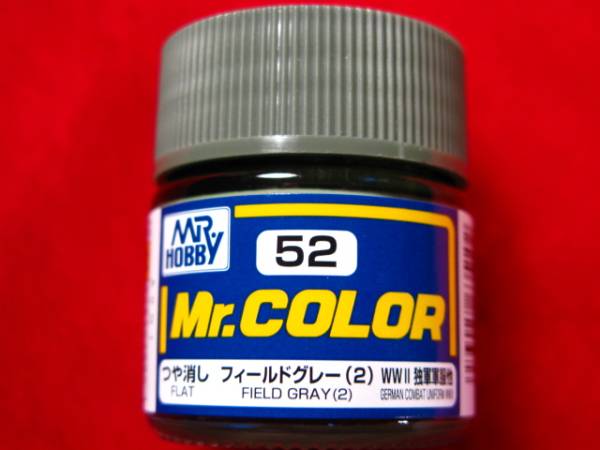 MR.
HOBBY
52
Mr.COLOR
つや消し フィールドグレー(2) WWII 独軍軍服他
FLAT FIELD GRAY(2) GERMAN COMBAT UNIFORM WWII